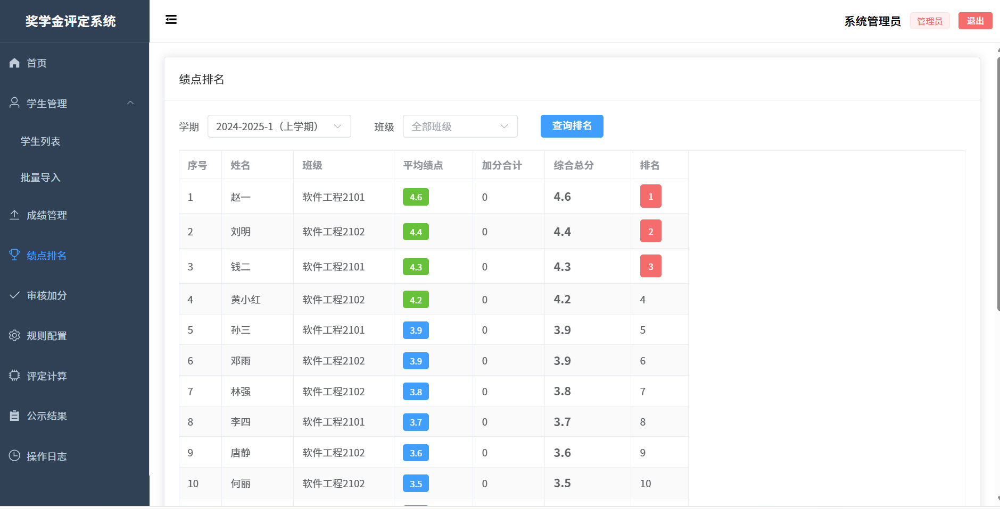 奖学金评定系统
系统管理员 管理员 退出
首页
学生管理
学生列表
批量导入
成绩管理
绩点排名
审核加分
规则配置
评定计算
公示结果
操作日志
绩点排名
学期 2024-2025-1（上学期） 班级 全部班级 查询排名
序号 姓名 班级 平均绩点 加分合计 综合总分 排名
1 赵一 软件工程2101 4.6 0 4.6 1
2 刘明 软件工程2102 4.4 0 4.4 2
3 钱二 软件工程2101 4.3 0 4.3 3
4 黄小红 软件工程2102 4.2 0 4.2 4
5 孙三 软件工程2101 3.9 0 3.9 5
6 邓雨 软件工程2102 3.9 0 3.9 6
7 林强 软件工程2102 3.8 0 3.8 7
8 李四 软件工程2101 3.7 0 3.7 8
9 唐静 软件工程2102 3.6 0 3.6 9
10 何丽 软件工程2102 3.5 0 3.5 10